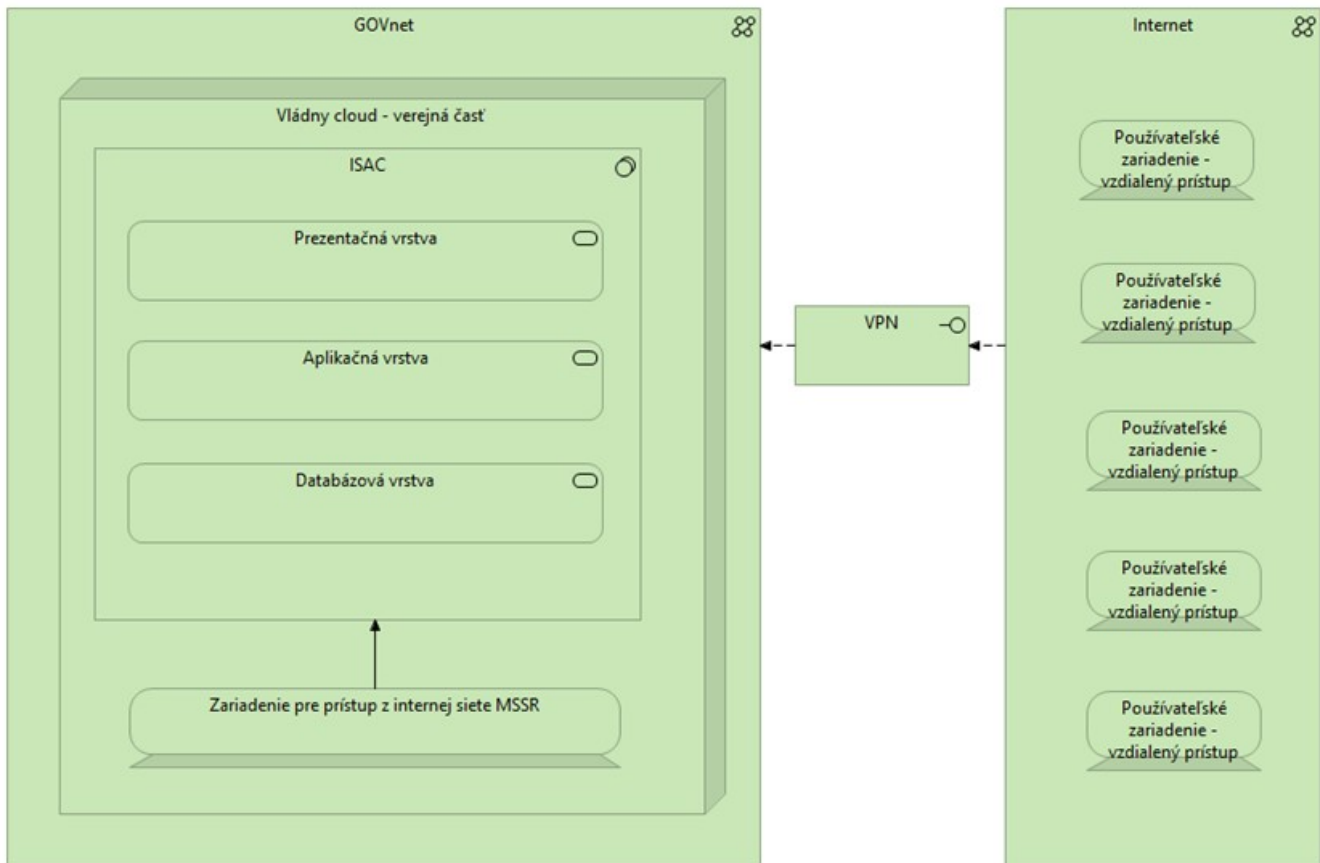 GOVnet
Vládny cloud - verejná časť
ISAC
Prezentačná vrstva
Aplikačná vrstva
Databázová vrstva
Zariadenie pre prístup z internej siete MSSR
VPN
Internet
Používateľské
zariadenie -
vzdialený prístup
Používateľské
zariadenie -
vzdialený prístup
Používateľské
zariadenie -
vzdialený prístup
Používateľské
zariadenie -
vzdialený prístup
Používateľské
zariadenie -
vzdialený prístup